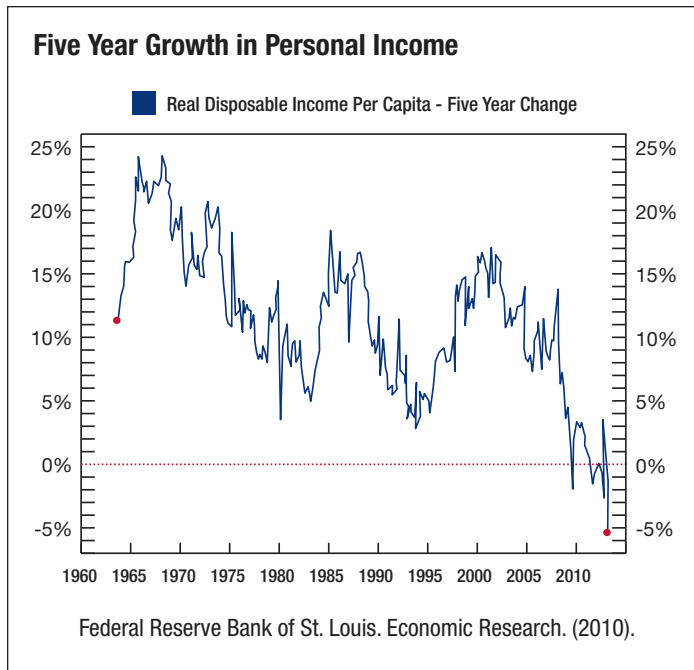 Five Year Growth in Personal Income
Real Disposable Income Per Capita - Five Year Change
25% 25%
20% 20%
15% 15%
10% 10%
5% 5%
0% 0%
-5% -5%
1960 1965 1970 1975 1980 1985 1990 1995 2000 2005 2010
Federal Reserve Bank of St. Louis. Economic Research. (2010).